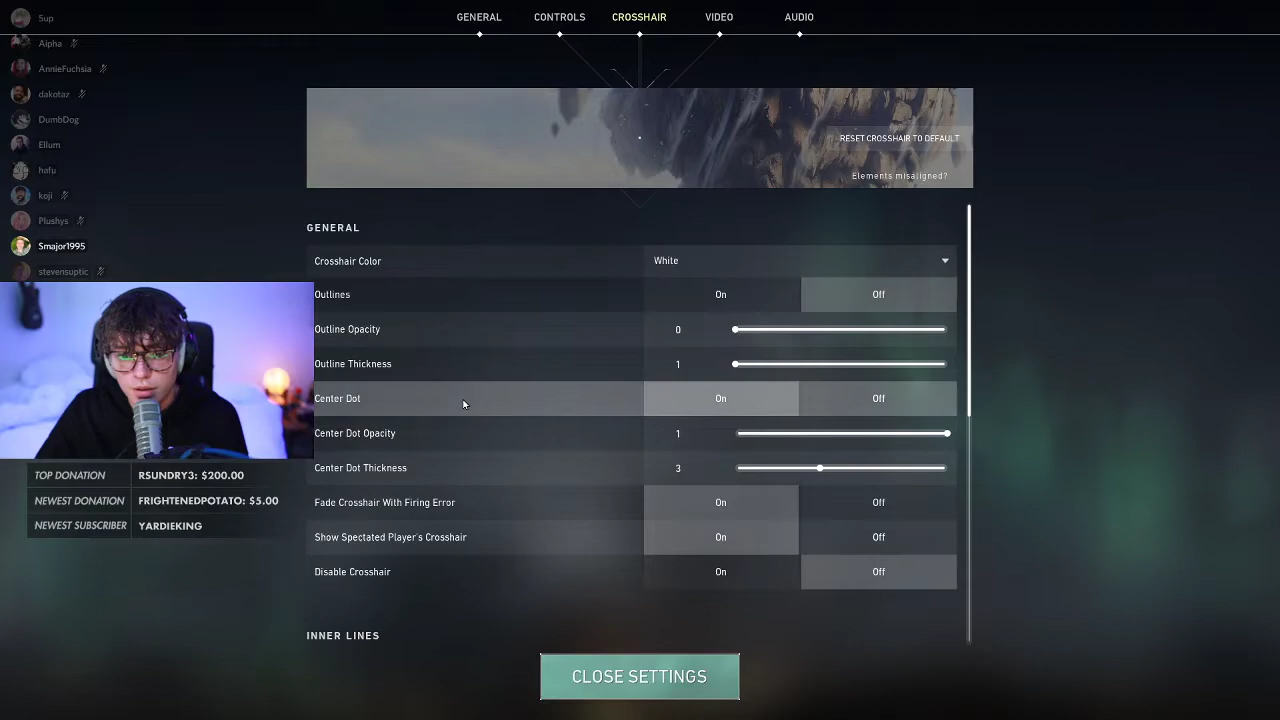 GENERAL CONTROLS CROSSHAIR VIDEO AUDIO
Sup
Aipha
AnnieFuchsia
dakotaz
DumbDog
Ellum
hafu
koji
Plushys
Smajor1995
stevensuptic
RESET CROSSHAIR TO DEFAULT
Elements misaligned?
GENERAL
Crosshair Color White
Outlines On Off
Outline Opacity 0
Outline Thickness 1
Center Dot On Off
Center Dot Opacity 1
Center Dot Thickness 3
Fade Crosshair With Firing Error On Off
Show Spectated Player's Crosshair On Off
Disable Crosshair On Off
INNER LINES
TOP DONATION RSUNDRY3: $200.00
NEWEST DONATION FRIGHTENEDPOTATO: $5.00
NEWEST SUBSCRIBER YARDIEKING
CLOSE SETTINGS